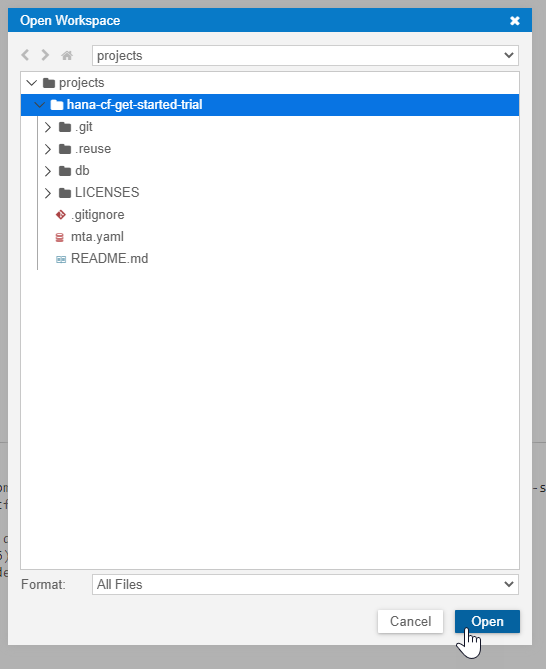 Open Workspace
projects
projects
hana-cf-get-started-trial
.git
.reuse
db
LICENSES
.gitignore
mta.yaml
README.md
Format:
All Files
Cancel
Open